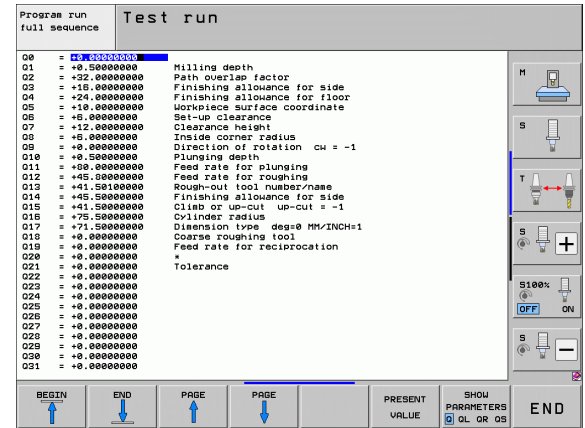 Program run
full sequence
Test run
Q0 = +0.00000000
Q1 = +0.50000000 Milling depth
Q2 = +32.00000000 Path overlap factor
Q3 = +16.00000000 Finishing allowance for side
Q4 = +24.00000000 Finishing allowance for floor
Q5 = +10.00000000 Workpiece surface coordinate
Q6 = +6.00000000 Set-up clearance
Q7 = +12.00000000 Clearance height
Q8 = +6.00000000 Inside corner radius
Q9 = +0.00000000 Direction of rotation cw = -1
Q10 = +0.50000000 Plunging depth
Q11 = +80.00000000 Feed rate for plunging
Q12 = +45.80000000 Feed rate for roughing
Q13 = +41.50100000 Rough-out tool number/name
Q14 = +45.50000000 Finishing allowance for side
Q15 = +41.50000000 Climb or up-cut up-cut = -1
Q16 = +75.50000000 Cylinder radius
Q17 = +71.50000000 Dimension type deg=0 MM/INCH=1
Q18 = +0.00000000 Coarse roughing tool
Q19 = +0.00000000 Feed rate for reciprocation
Q20 = +0.00000000 *
Q21 = +0.00000000 Tolerance
Q22 = +0.00000000
Q23 = +0.00000000
Q24 = +0.00000000
Q25 = +0.00000000
Q26 = +0.00000000
Q27 = +0.00000000
Q28 = +0.00000000
Q29 = +0.00000000
Q30 = +0.00000000
Q31 = +0.00000000
M
S
T
S
+
S100%
OFF ON
S
−
BEGIN
END
PAGE
PAGE
PRESENT
VALUE
SHOW
PARAMETERS
Q QL QR QS
END